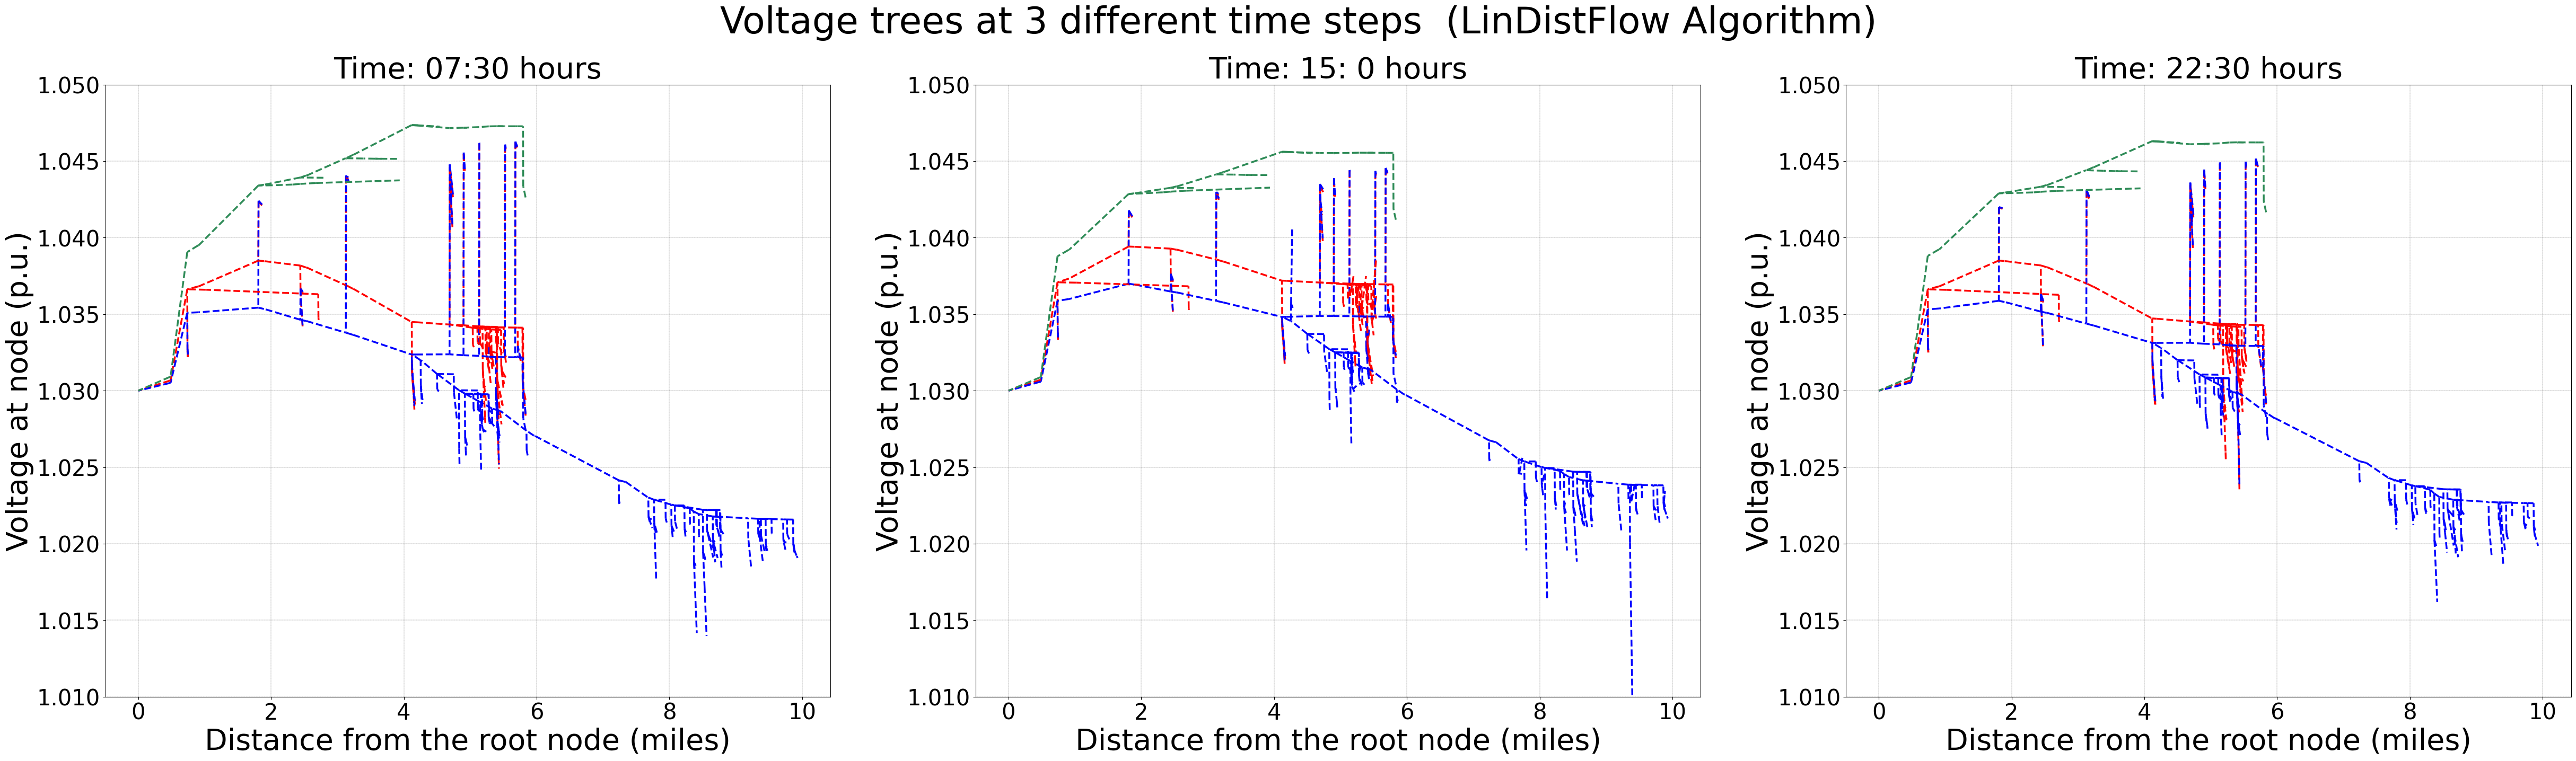 Voltage trees at 3 different time steps  (LinDistFlow Algorithm)
Time: 07:30 hours
1.050
1.045
1.040
1.035
1.030
1.025
1.020
1.015
1.010
Voltage at node (p.u.)
0 2 4 6 8 10
Distance from the root node (miles)
Time: 15: 0 hours
1.050
1.045
1.040
1.035
1.030
1.025
1.020
1.015
1.010
Voltage at node (p.u.)
0 2 4 6 8 10
Distance from the root node (miles)
Time: 22:30 hours
1.050
1.045
1.040
1.035
1.030
1.025
1.020
1.015
1.010
Voltage at node (p.u.)
0 2 4 6 8 10
Distance from the root node (miles)